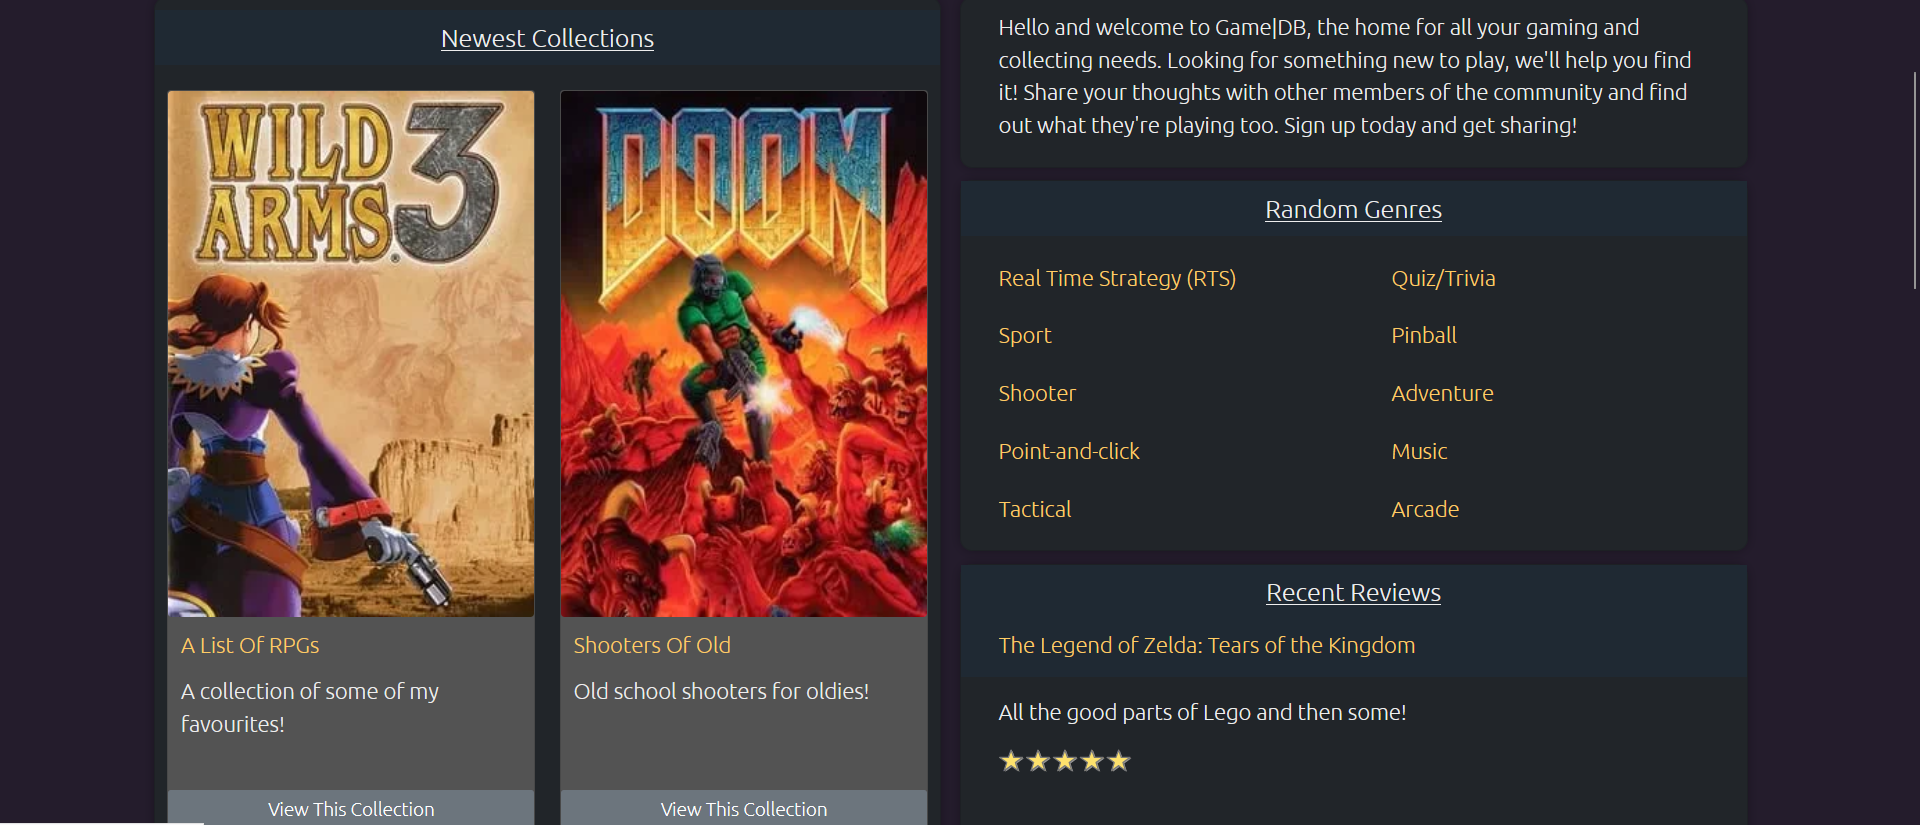 Newest Collections
WILD
ARMS 3
DOOM
A List Of RPGs
A collection of some of my
favourites!
View This Collection
Shooters Of Old
Old school shooters for oldies!
View This Collection
Hello and welcome to Game|DB, the home for all your gaming and
collecting needs. Looking for something new to play, we'll help you find
it! Share your thoughts with other members of the community and find
out what they're playing too. Sign up today and get sharing!
Random Genres
Real Time Strategy (RTS)
Quiz/Trivia
Sport
Pinball
Shooter
Adventure
Point-and-click
Music
Tactical
Arcade
Recent Reviews
The Legend of Zelda: Tears of the Kingdom
All the good parts of Lego and then some!